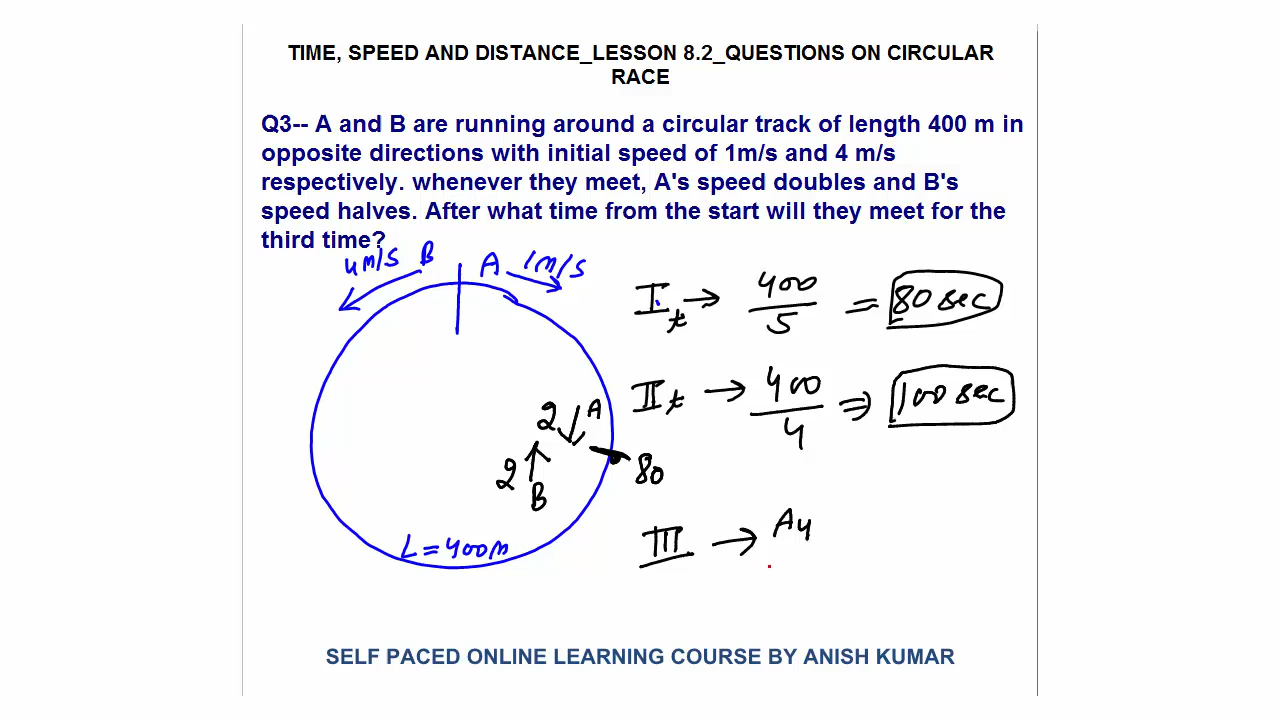 TIME, SPEED AND DISTANCE_LESSON 8.2_QUESTIONS ON CIRCULAR
RACE
Q3-- A and B are running around a circular track of length 400 m in
opposite directions with initial speed of 1m/s and 4 m/s
respectively. whenever they meet, A's speed doubles and B's
speed halves. After what time from the start will they meet for the
third time?
4m/s B A 1m/s
I t → 400/5 = 80 sec
II t → 400/4 ⇒ 100 sec
2 ↓ A
2 ↑ B
80
III → A4
L = 400m
SELF PACED ONLINE LEARNING COURSE BY ANISH KUMAR